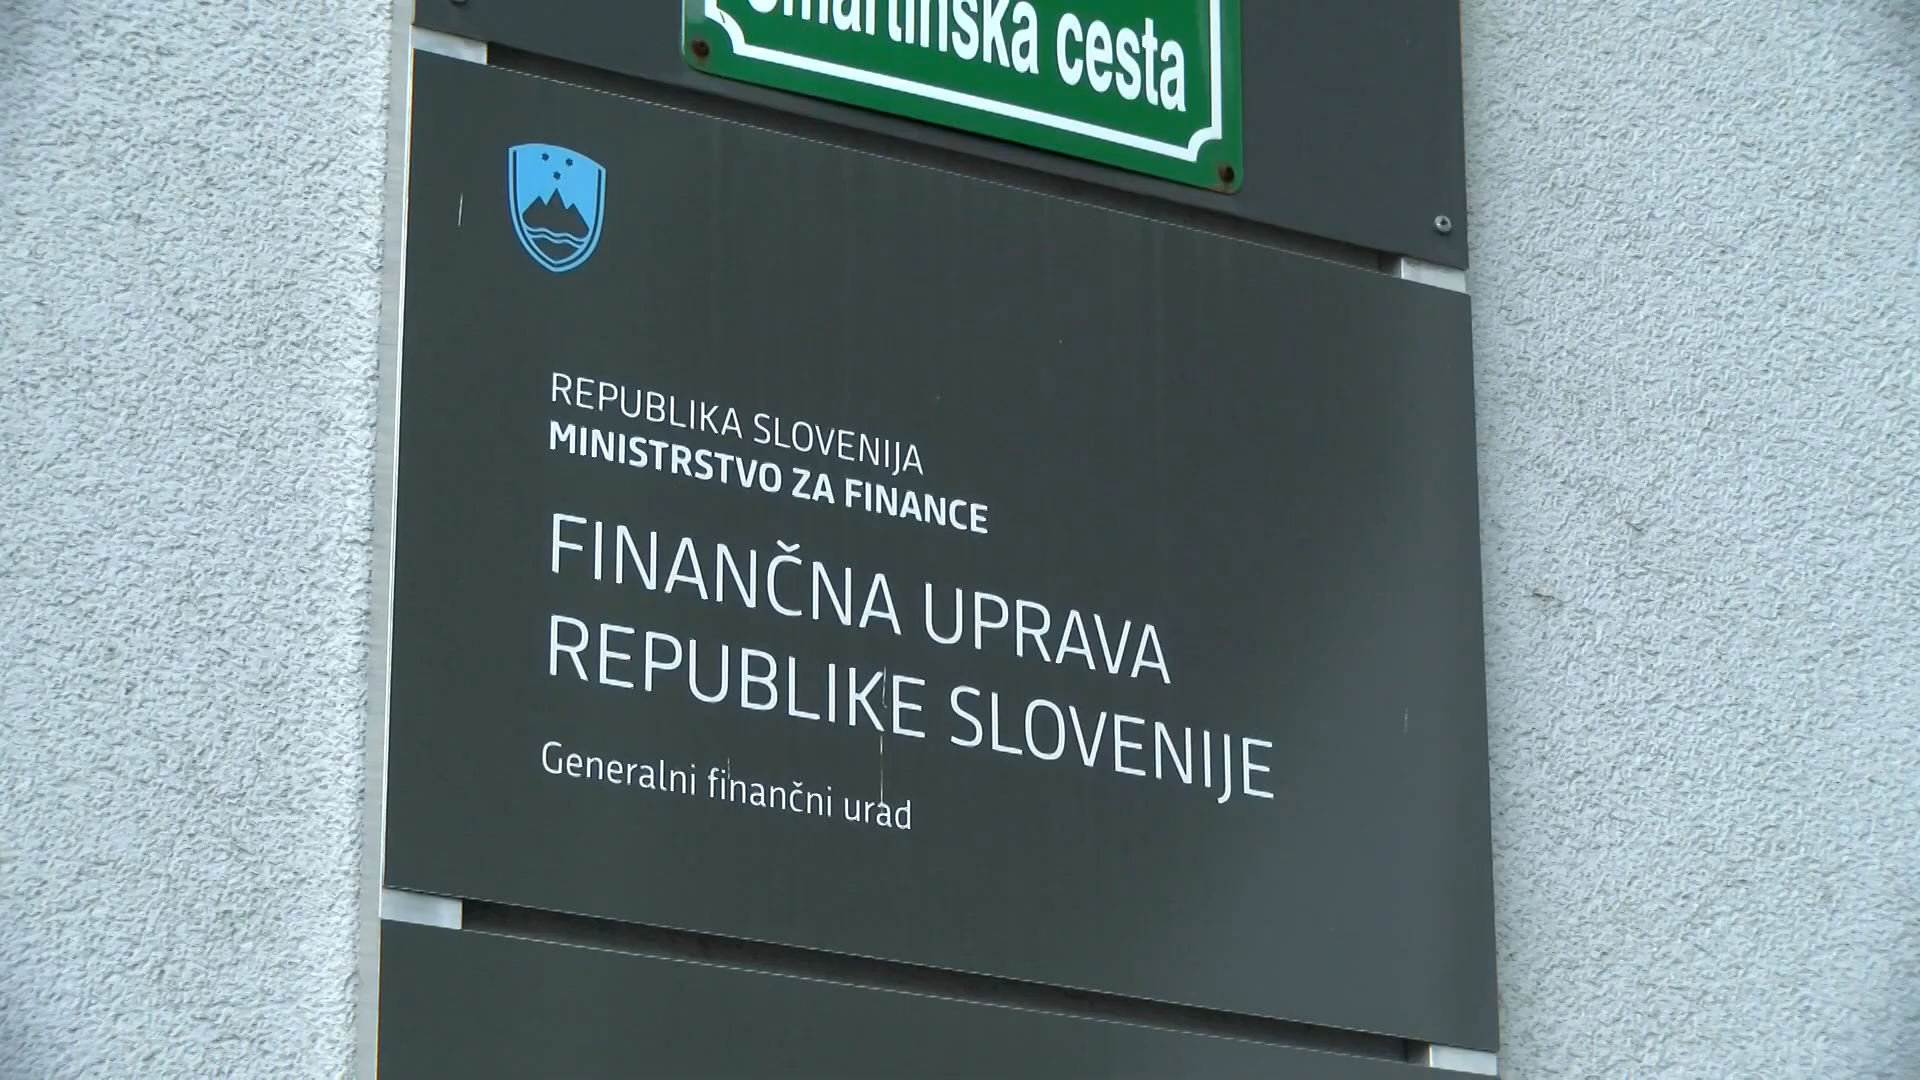 cesta
REPUBLIKA SLOVENIJA
MINISTRSTVO ZA FINANCE
FINANČNA UPRAVA
REPUBLIKE SLOVENIJE
Generalni finančni urad